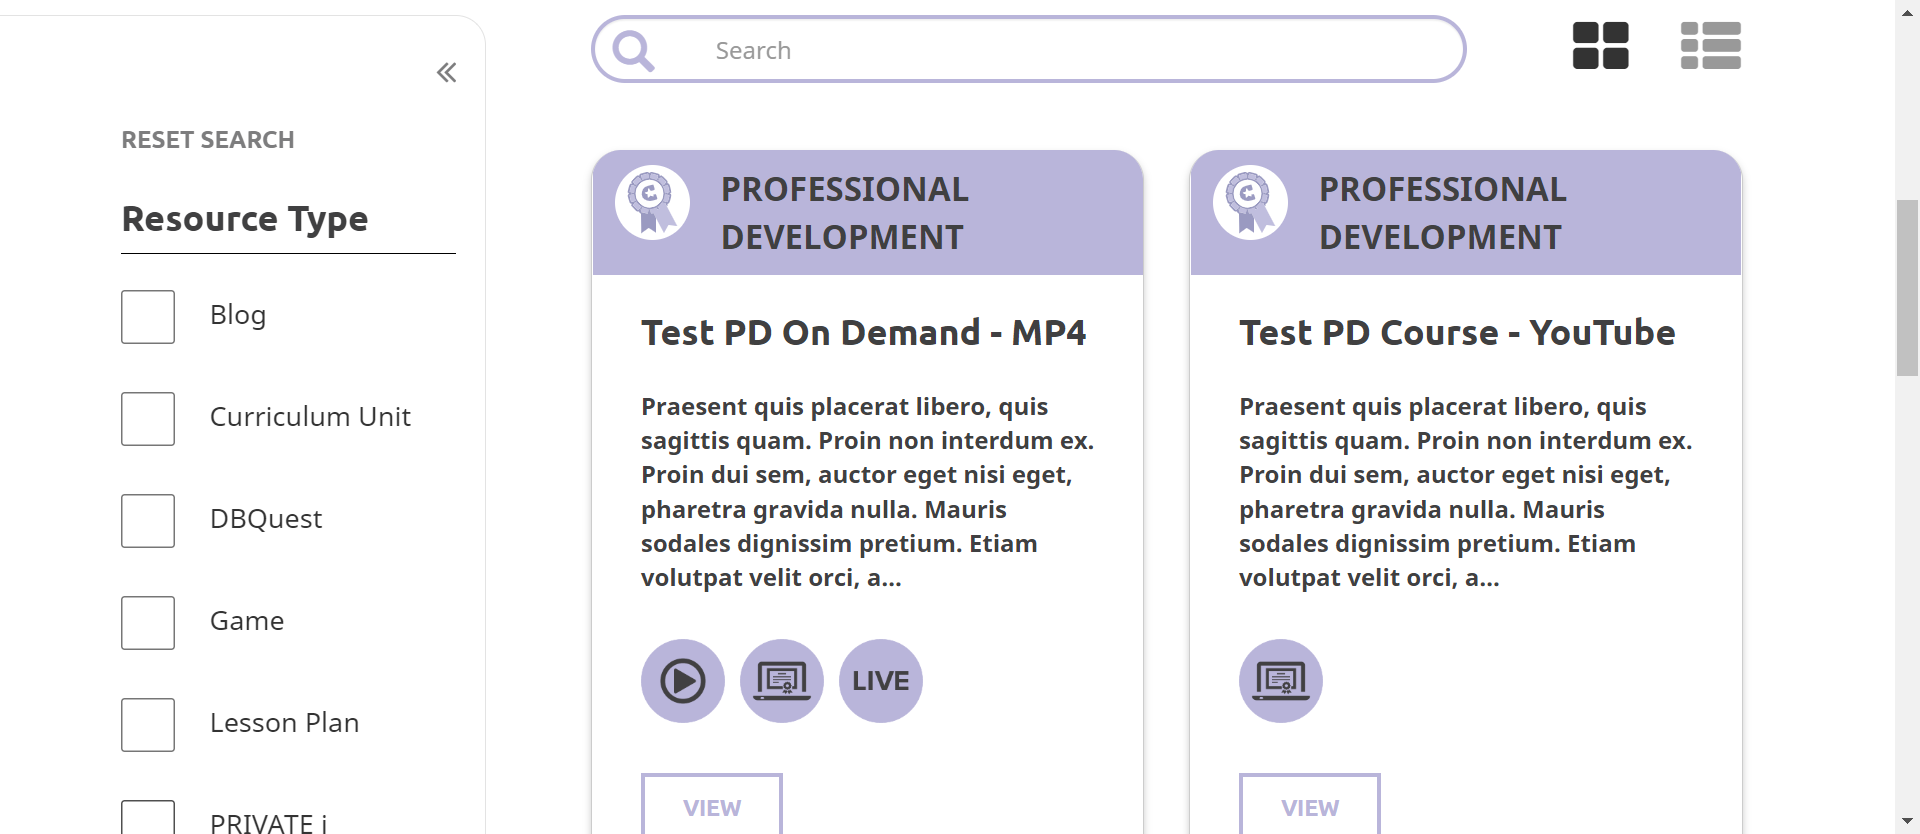 Search
RESET SEARCH
Resource Type
Blog
Curriculum Unit
DBQuest
Game
Lesson Plan
PRIVATE i
PROFESSIONAL
DEVELOPMENT
Test PD On Demand - MP4
Praesent quis placerat libero, quis
sagittis quam. Proin non interdum ex.
Proin dui sem, auctor eget nisi eget,
pharetra gravida nulla. Mauris
sodales dignissim pretium. Etiam
volutpat velit orci, a...
LIVE
VIEW
PROFESSIONAL
DEVELOPMENT
Test PD Course - YouTube
Praesent quis placerat libero, quis
sagittis quam. Proin non interdum ex.
Proin dui sem, auctor eget nisi eget,
pharetra gravida nulla. Mauris
sodales dignissim pretium. Etiam
volutpat velit orci, a...
VIEW